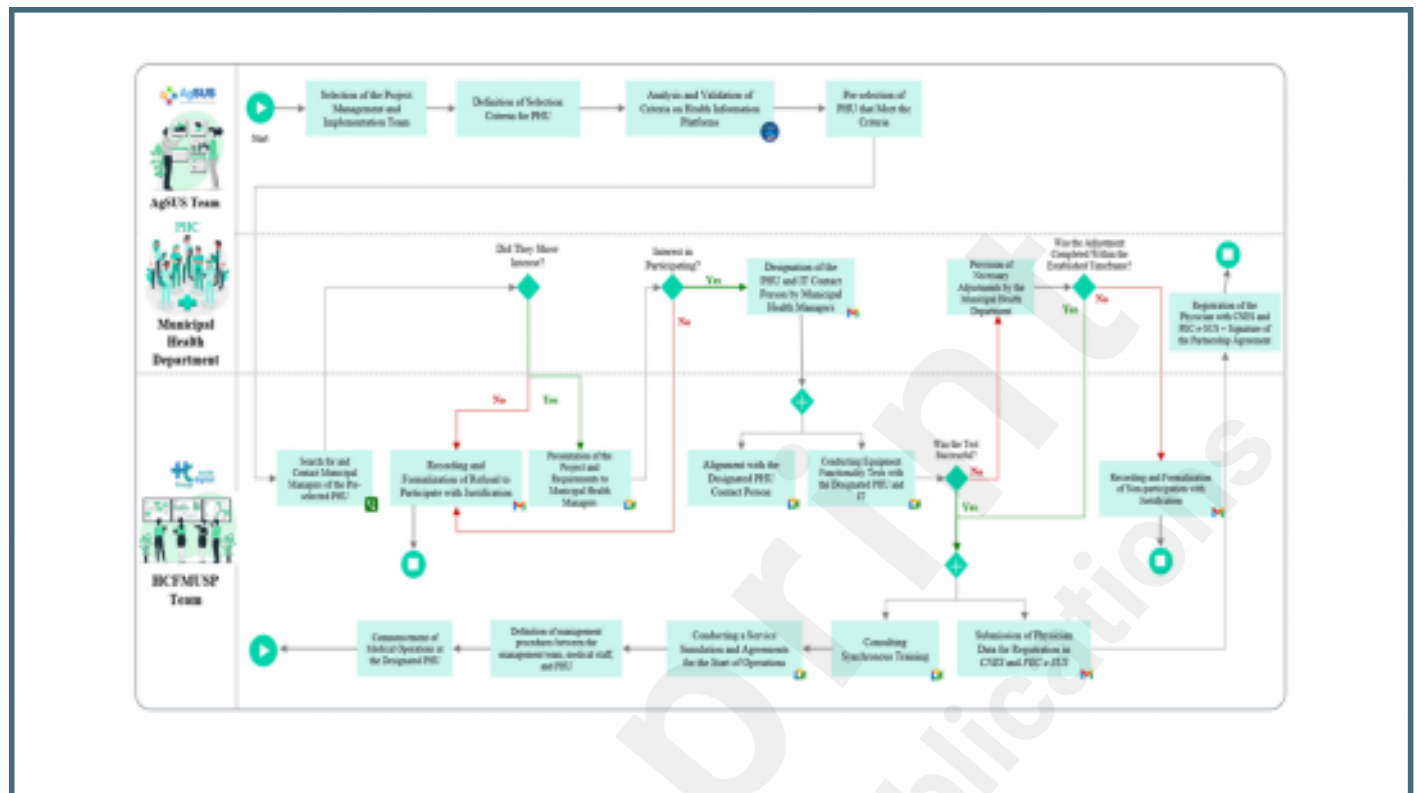 AgSUS
Start
Selection of the Project
Management and
Implementation Team
Definition of Selection
Criteria for PHU
Analysis and Validation of
Criteria on Health Information
Platforms
Pre-selection of
PHU that Meet the
Criteria
AgSUS Team
PHC
Municipal
Health
Department
Did They Show
Interest?
Interest in
Participating?
Yes
No
Designation of the
PHU and IT Contact
Person by Municipal
Health Managers
Provision of
Necessary
Adjustments by the
Municipal Health
Department
Was the Adjustment
Completed Within the
Established Timeframe?
No
Yes
Registration of the
Physician with CNES and
PEC e-SUS + Signature of
the Partnership Agreement
No
Yes
Search for and
Contact Municipal
Managers of the Pre-
selected PHU
Recording and
Formalization of Refusal to
Participate with Justification
Presentation of the
Project and
Requirements to
Municipal Health
Managers
Alignment with the
Designated PHU
Contact Person
Conducting Equipment
Functionality Tests with
the Designated PHU and
IT
Was the Test
Successful?
No
Yes
Recording and Formalization
of Non-participation with
Justification
HCFMUSP
Team
Commencement of
Medical Operations at
the Designated PHU
Definition of management
procedures between the
management team, medical staff,
and PHU
Conducting a Service
Simulation and Agreements
for the Start of Operations
Consulting
Synchronous Training
Submission of Physician
Data for Registration in
CNES and PEC e-SUS
print
blications